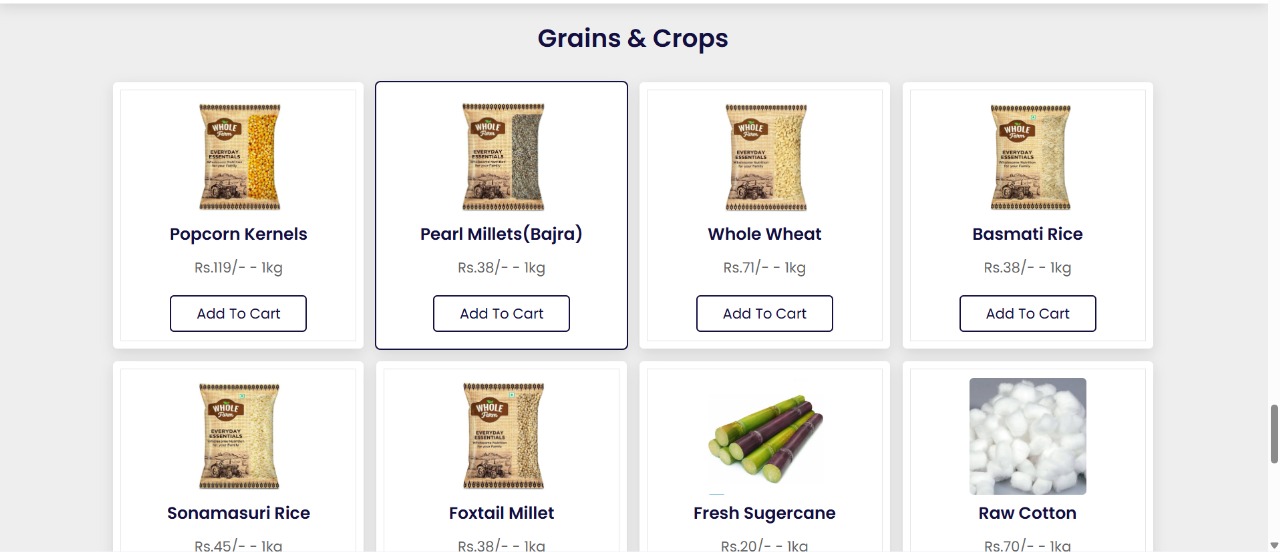 Grains & Crops
WHOLE
Farm
EVERYDAY
ESSENTIALS
Popcorn Kernels
Rs.119/- - 1kg
Add To Cart
WHOLE
Farm
EVERYDAY
ESSENTIALS
Pearl Millets(Bajra)
Rs.38/- - 1kg
Add To Cart
WHOLE
Farm
EVERYDAY
ESSENTIALS
Whole Wheat
Rs.71/- - 1kg
Add To Cart
WHOLE
Farm
EVERYDAY
ESSENTIALS
Basmati Rice
Rs.38/- - 1kg
Add To Cart
WHOLE
Farm
EVERYDAY
ESSENTIALS
Sonamasuri Rice
Rs.45/- - 1kg
WHOLE
Farm
EVERYDAY
ESSENTIALS
Foxtail Millet
Rs.38/- - 1kg
Fresh Sugercane
Rs.20/- - 1kg
Raw Cotton
Rs.70/- - 1kg